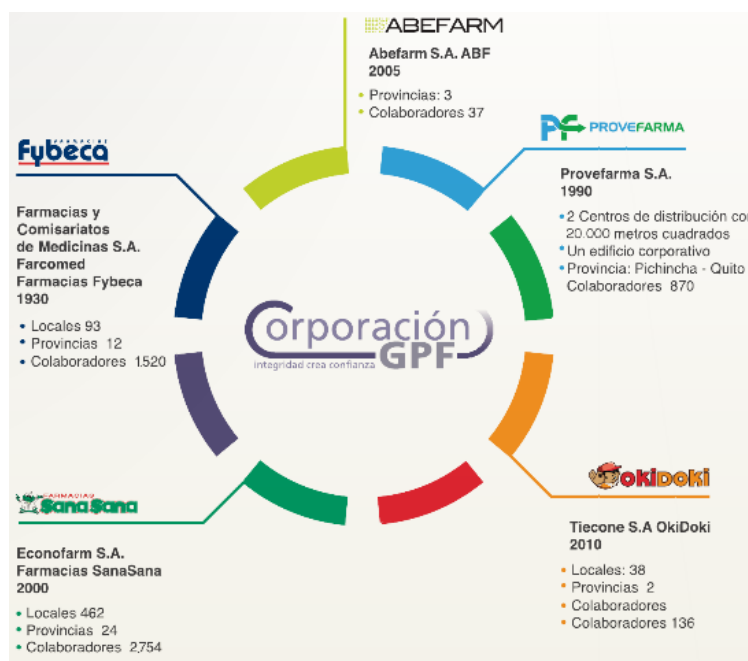 ABEFARM
Abefarm S.A. ABF
2005
• Provincias: 3
• Colaboradores 37
PROVEFARMA
Provefarma S.A.
1990
• 2 Centros de distribución con
20.000 metros cuadrados
• Un edificio corporativo
• Provincia: Pichincha - Quito
Colaboradores 870
Fybeca
Farmacias y
Comisariatos
de Medicinas S.A.
Farcomed
Farmacias Fybeca
1930
• Locales 93
• Provincias 12
• Colaboradores 1.520
Corporación
GPF
integridad crea confianza
OKIDOKI
Tiecone S.A OkiDoki
2010
• Locales: 38
• Provincias 2
• Colaboradores
• Colaboradores 136
FARMACIAS
SanaSana
Econofarm S.A.
Farmacias SanaSana
2000
• Locales 462
• Provincias 24
• Colaboradores 2,754